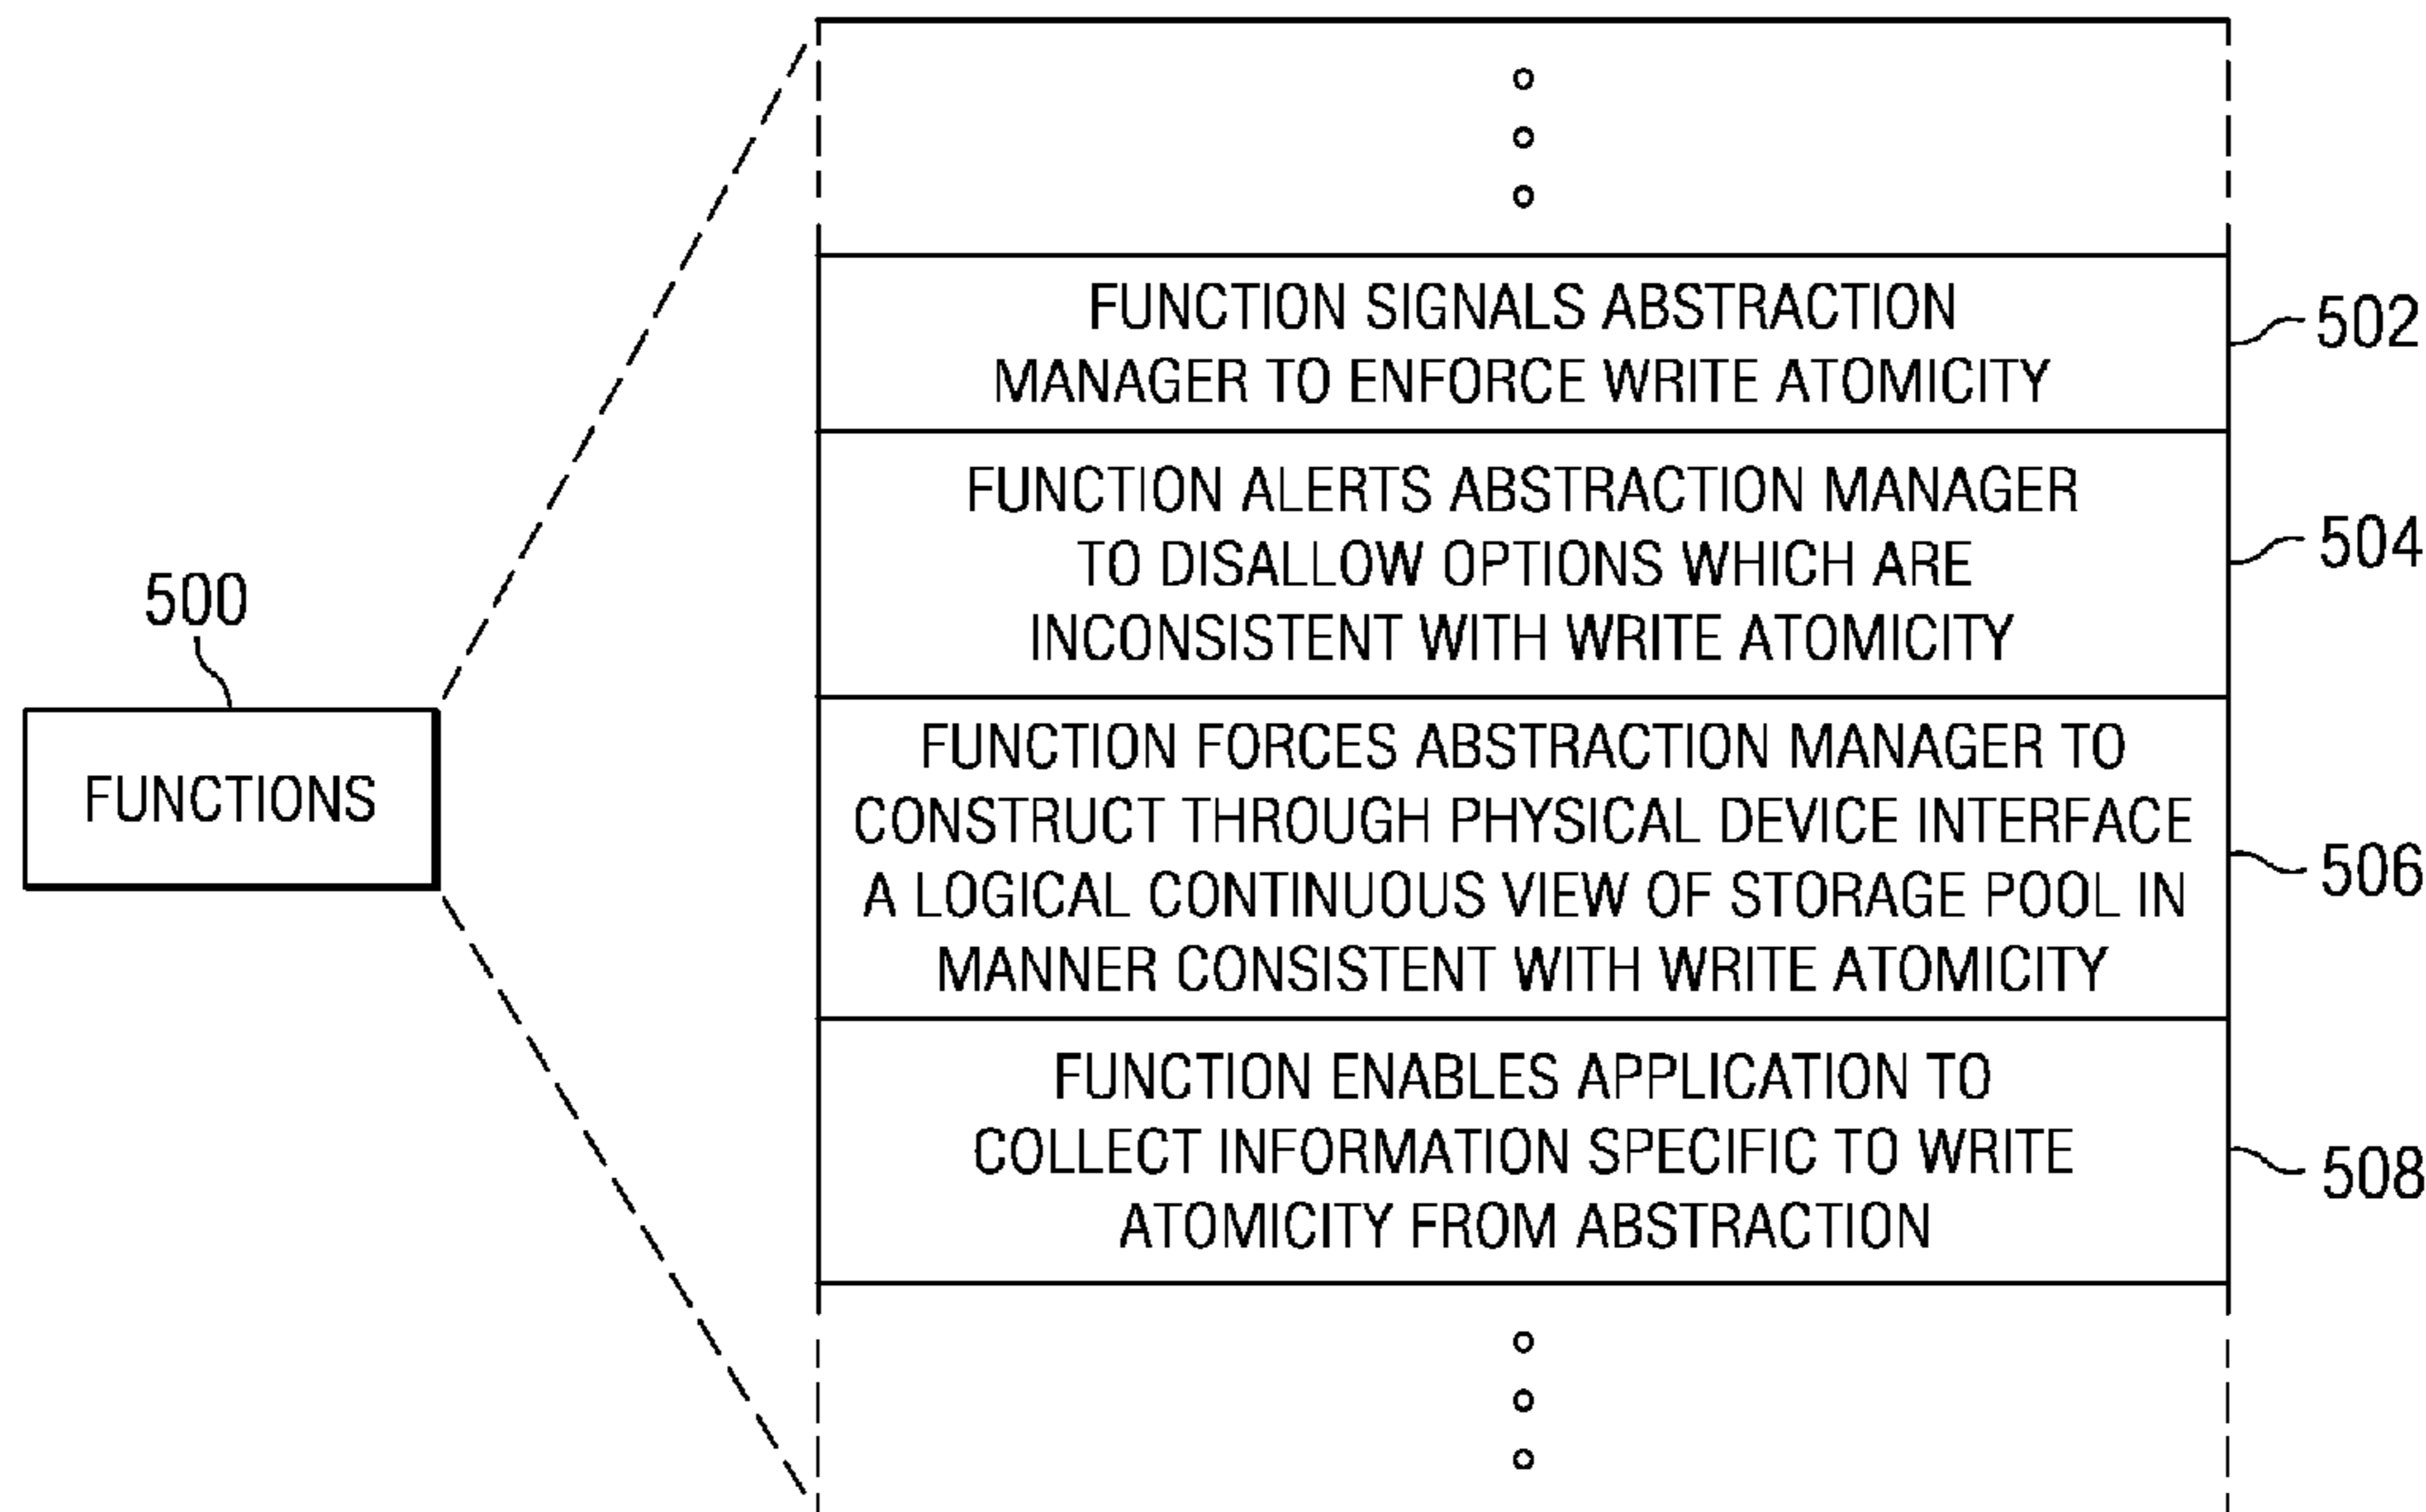 500
FUNCTIONS
FUNCTION SIGNALS ABSTRACTION
MANAGER TO ENFORCE WRITE ATOMICITY
502
FUNCTION ALERTS ABSTRACTION MANAGER
TO DISALLOW OPTIONS WHICH ARE
INCONSISTENT WITH WRITE ATOMICITY
504
FUNCTION FORCES ABSTRACTION MANAGER TO
CONSTRUCT THROUGH PHYSICAL DEVICE INTERFACE
A LOGICAL CONTINUOUS VIEW OF STORAGE POOL IN
MANNER CONSISTENT WITH WRITE ATOMICITY
506
FUNCTION ENABLES APPLICATION TO
COLLECT INFORMATION SPECIFIC TO WRITE
ATOMICITY FROM ABSTRACTION
508